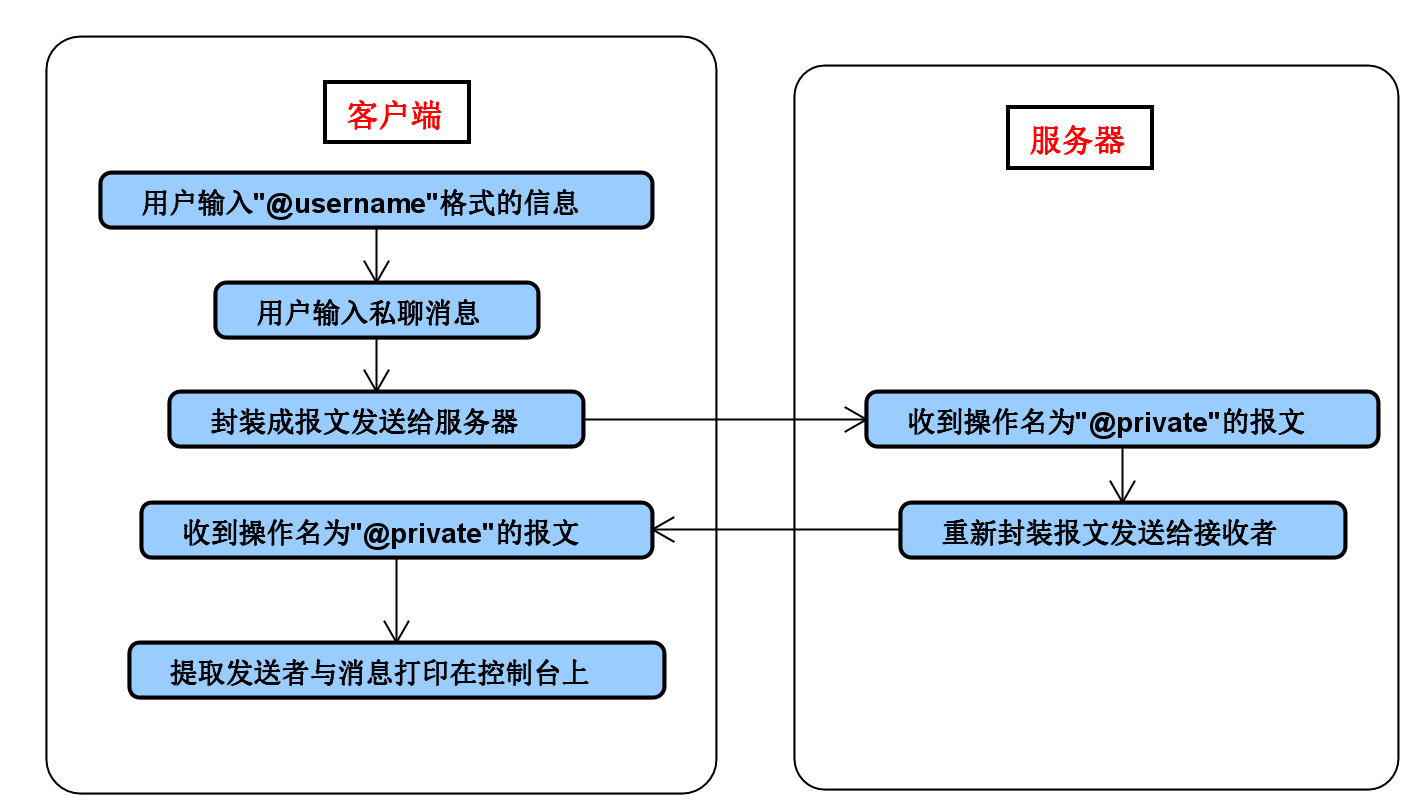 客户端
用户输入"@username"格式的信息
用户输入私聊消息
封装成报文发送给服务器
收到操作名为"@private"的报文
提取发送者与消息打印在控制台上
服务器
收到操作名为"@private"的报文
重新封装报文发送给接收者